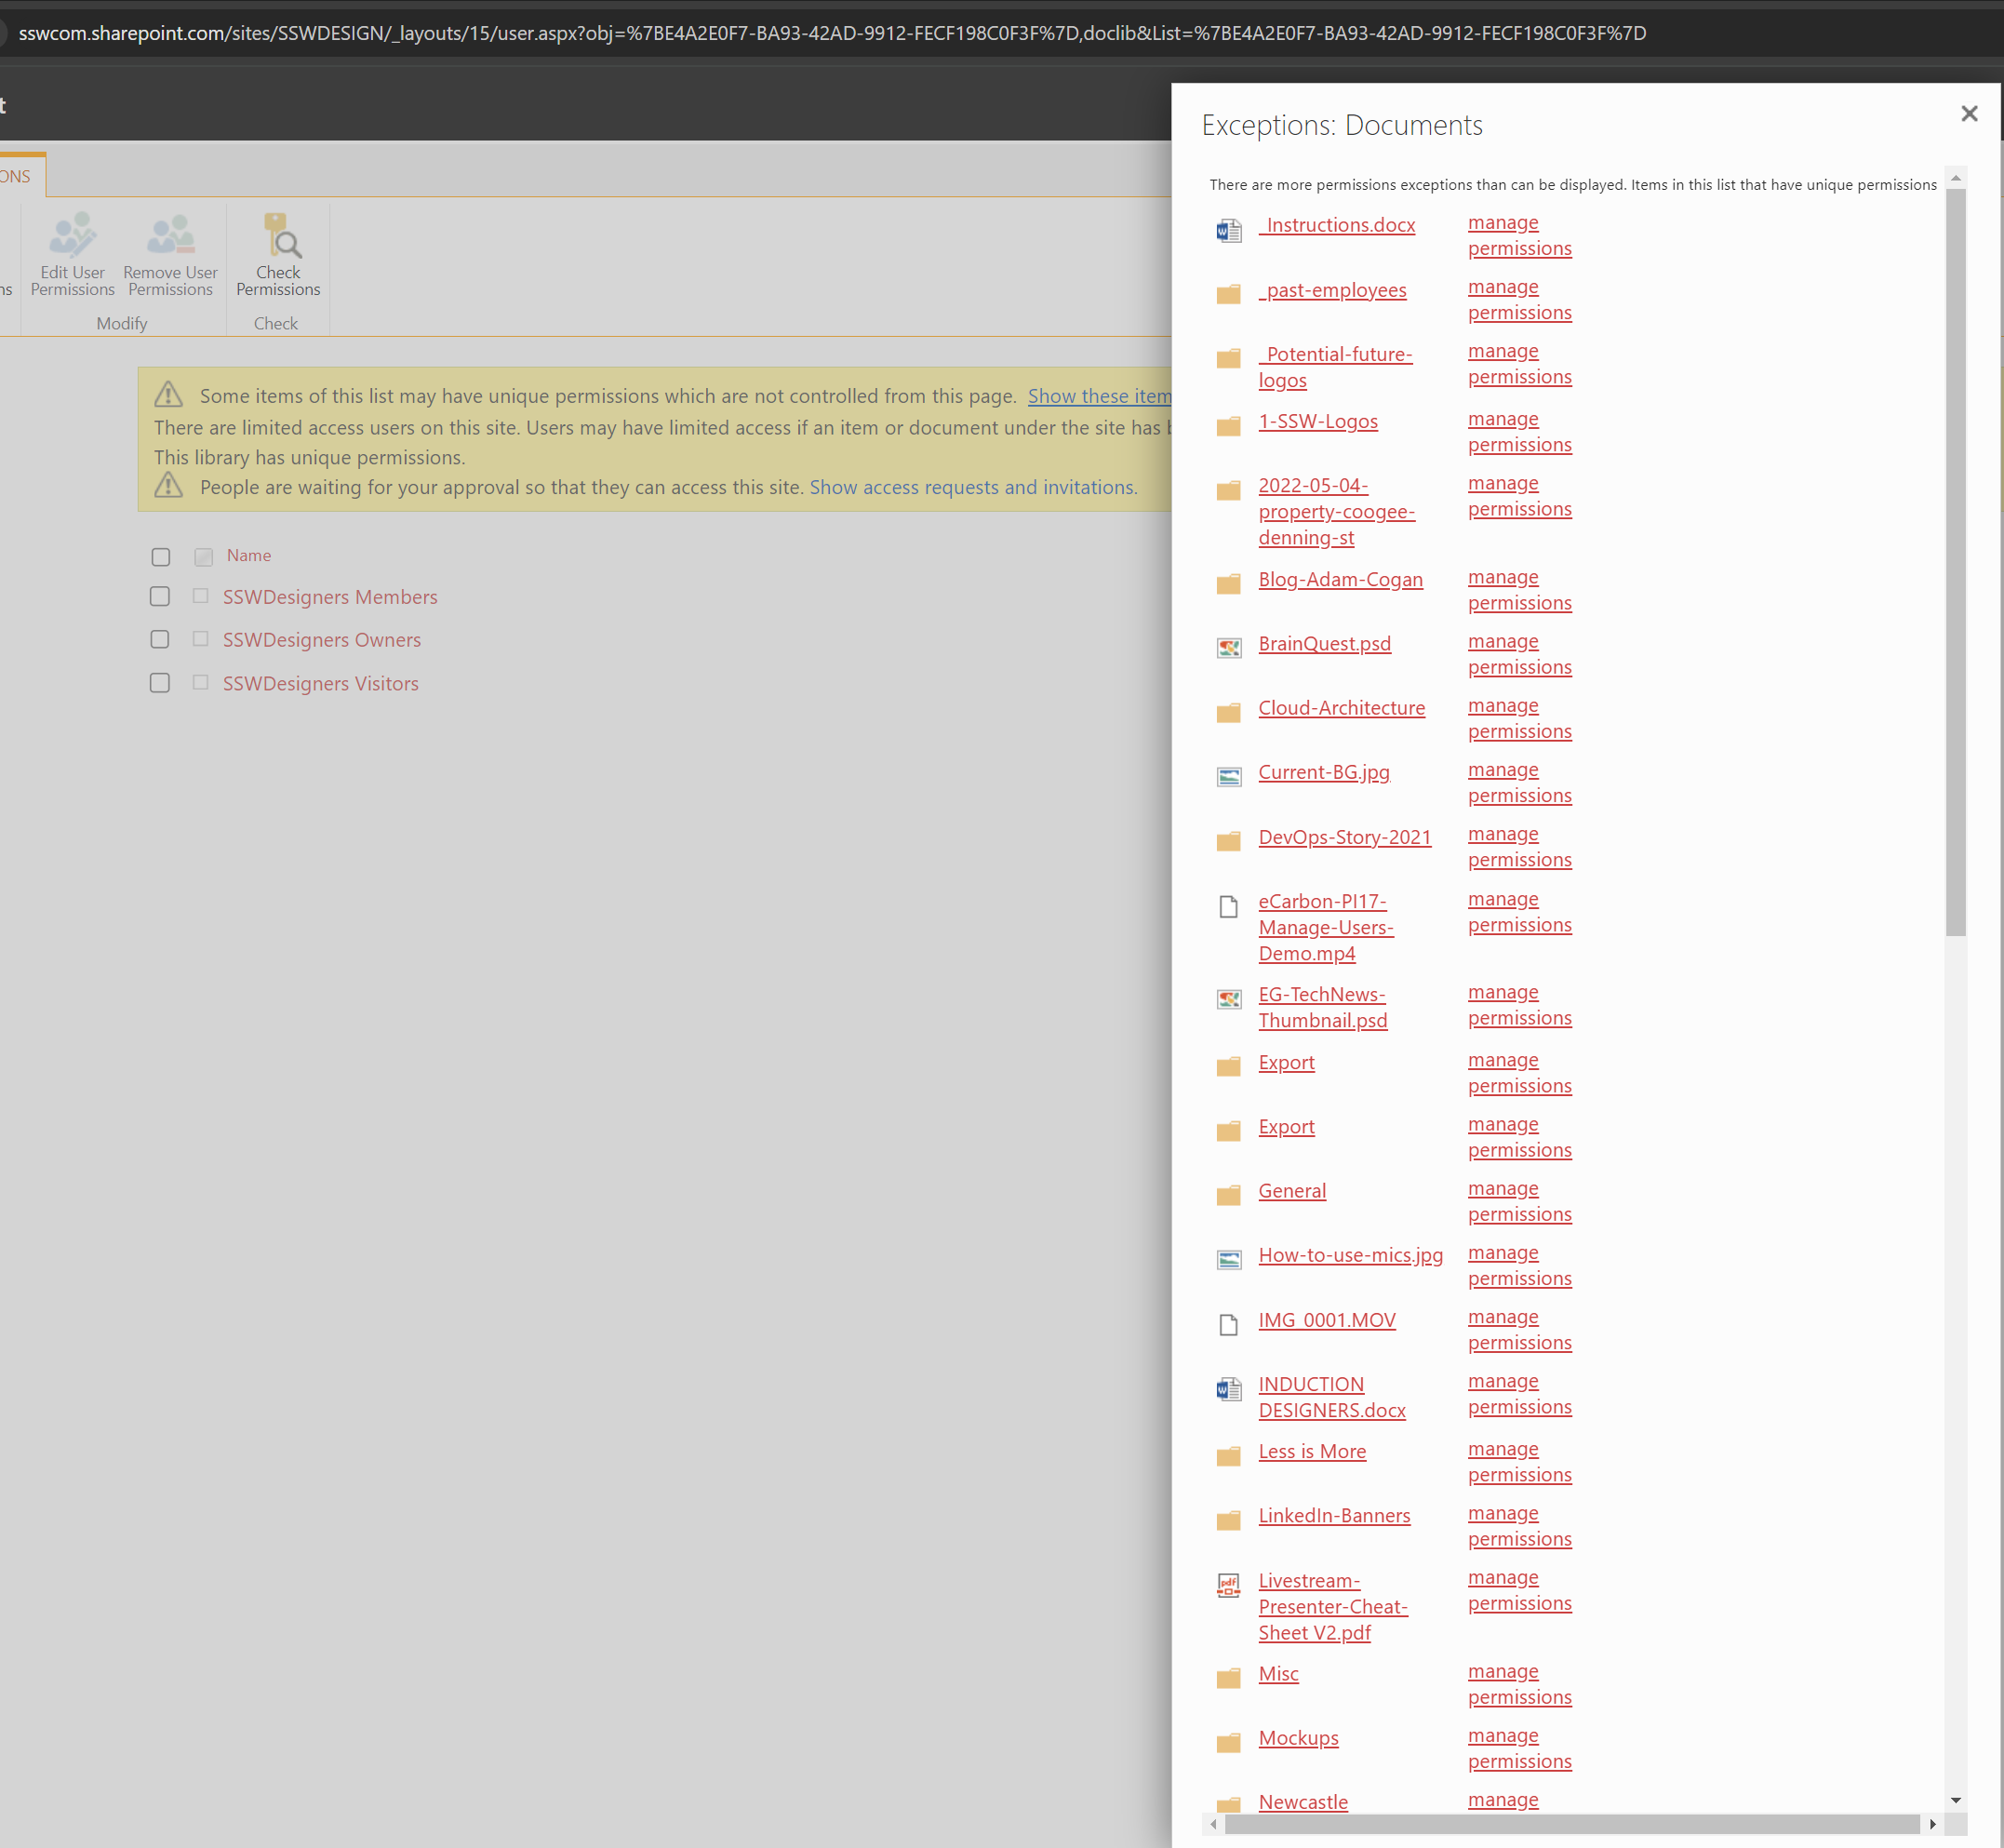 sswcom.sharepoint.com/sites/SSWDESIGN/_layouts/15/user.aspx?obj=%7BE4A2E0F7-BA93-42AD-9912-FECF198C0F3F%7D,doclib&List=%7BE4A2E0F7-BA93-42AD-9912-FECF198C0F3F%7D
t
ONS
ns
Edit User
Permissions
Remove User
Permissions
Modify
Check
Permissions
Check
Some items of this list may have unique permissions which are not controlled from this page. Show these item
There are limited access users on this site. Users may have limited access if an item or document under the site has
This library has unique permissions.
People are waiting for your approval so that they can access this site. Show access requests and invitations.
Name
SSWDesigners Members
SSWDesigners Owners
SSWDesigners Visitors
Exceptions: Documents
There are more permissions exceptions than can be displayed. Items in this list that have unique permissions
_Instructions.docx
manage
permissions
_past-employees
manage
permissions
_Potential-future-
logos
manage
permissions
1-SSW-Logos
manage
permissions
2022-05-04-
property-coogee-
denning-st
manage
permissions
Blog-Adam-Cogan
manage
permissions
BrainQuest.psd
manage
permissions
Cloud-Architecture
manage
permissions
Current-BG.jpg
manage
permissions
DevOps-Story-2021
manage
permissions
eCarbon-PI17-
Manage-Users-
Demo.mp4
manage
permissions
EG-TechNews-
Thumbnail.psd
manage
permissions
Export
manage
permissions
Export
manage
permissions
General
manage
permissions
How-to-use-mics.jpg
manage
permissions
IMG_0001.MOV
manage
permissions
INDUCTION
DESIGNERS.docx
manage
permissions
Less is More
manage
permissions
LinkedIn-Banners
manage
permissions
Livestream-
Presenter-Cheat-
Sheet V2.pdf
manage
permissions
Misc
manage
permissions
Mockups
manage
permissions
Newcastle
manage